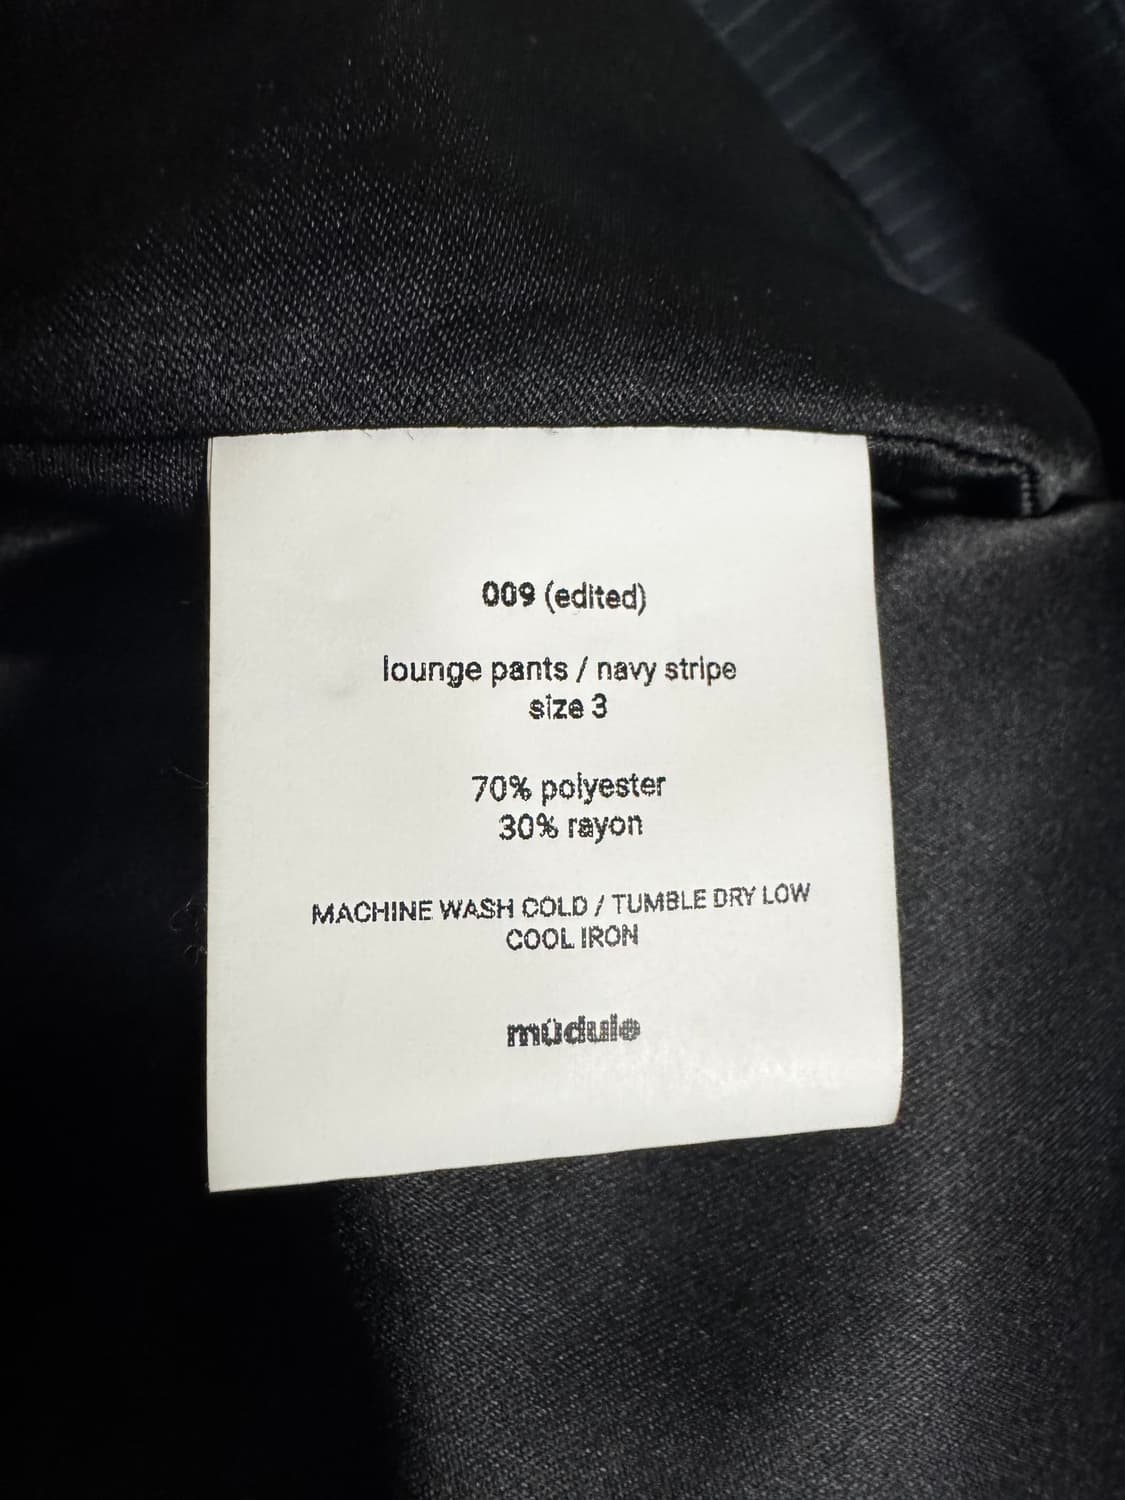 009 (edited)
lounge pants / navy stripe
size 3
70% polyester
30% rayon
MACHINE WASH COLD / TUMBLE DRY LOW
COOL IRON
mūdule